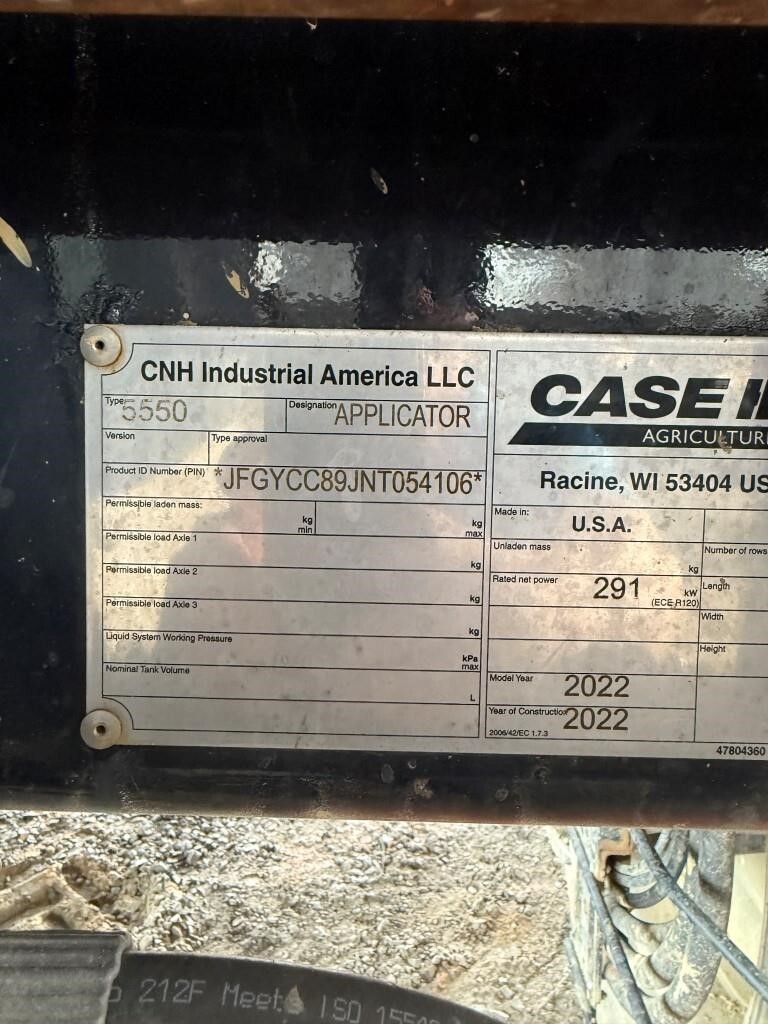 CNH Industrial America LLC
Type 5550
Designation APPLICATOR
Version
Type approval
Product ID Number (PIN) *JFGYCC89JNT054106*
Permissible laden mass:
kg min
kg max
Permissible load Axle 1
kg
Permissible load Axle 2
kg
Permissible load Axle 3
kg
Liquid System Working Pressure
kPa max
Nominal Tank Volume
L
CASE
AGRICULTUR
Racine, WI 53404 US
Made in: U.S.A.
Unladen mass
kg
Number of rows
Rated net power 291 kW
(ECE R120)
Length
Width
Height
Model Year 2022
Year of Construction 2022
2006/42/EC 1.7.3
47804360
212F Meets ISO